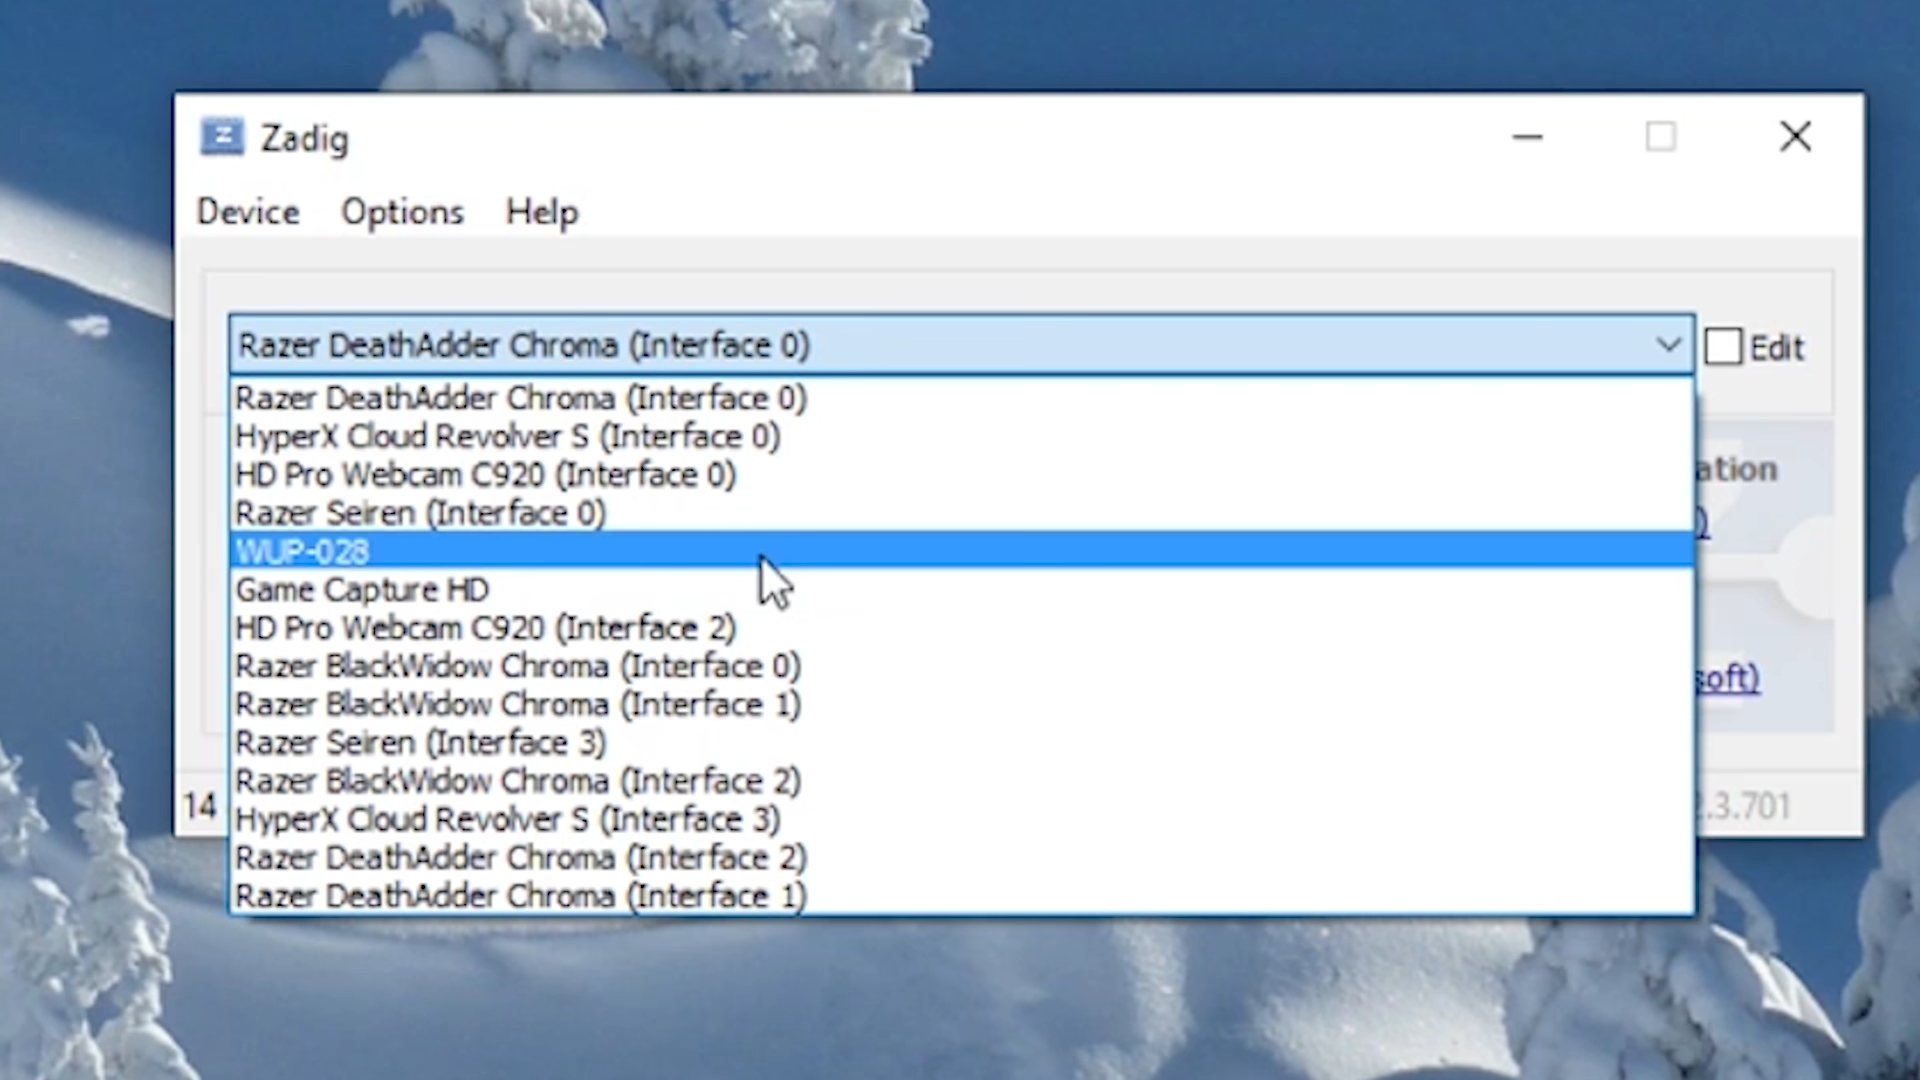 Z Zadig
Device Options Help
Razer DeathAdder Chroma (Interface 0) Edit
Razer DeathAdder Chroma (Interface 0)
HyperX Cloud Revolver S (Interface 0)
HD Pro Webcam C920 (Interface 0)
Razer Seiren (Interface 0)
WUP-028
Game Capture HD
HD Pro Webcam C920 (Interface 2)
Razer BlackWidow Chroma (Interface 0)
Razer BlackWidow Chroma (Interface 1)
Razer Seiren (Interface 3)
Razer BlackWidow Chroma (Interface 2)
HyperX Cloud Revolver S (Interface 3)
Razer DeathAdder Chroma (Interface 2)
Razer DeathAdder Chroma (Interface 1)
ation
)
soft)
14
.3.701